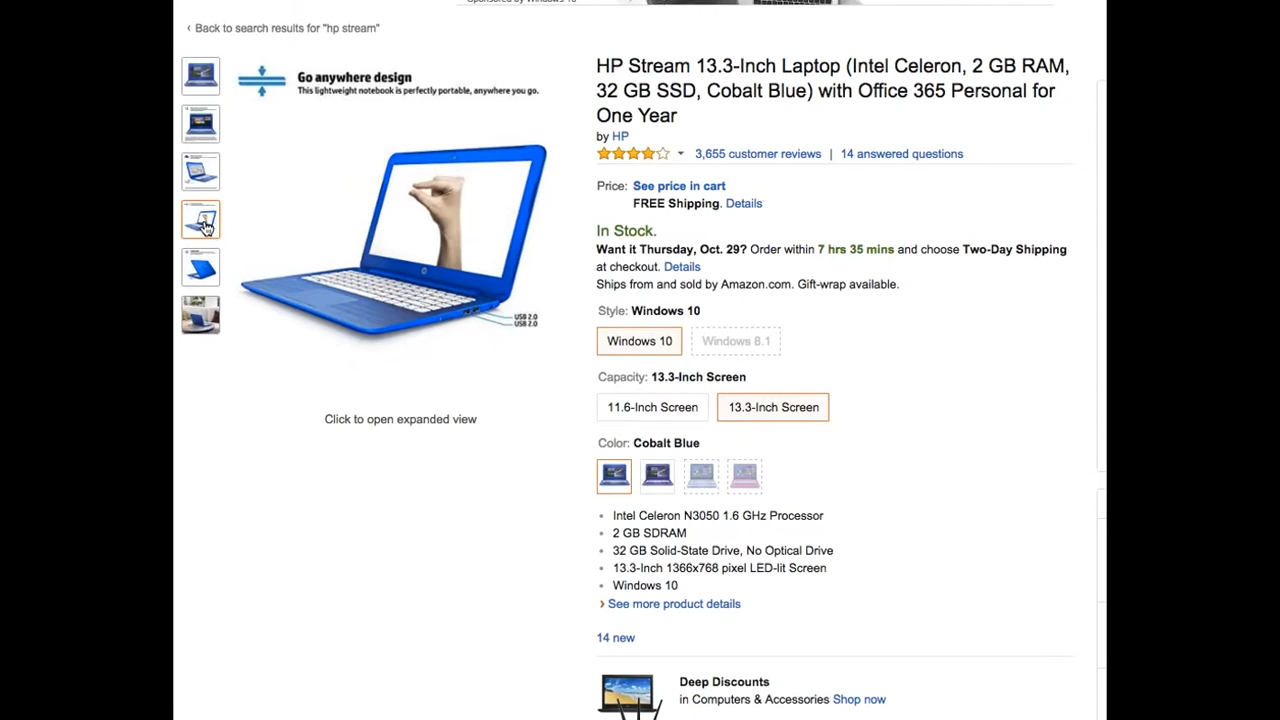 Sponsored by Windows 10
‹ Back to search results for "hp stream"
Go anywhere design
This lightweight notebook is perfectly portable, anywhere you go.
USB 2.0
USB 2.0
Click to open expanded view
HP Stream 13.3-Inch Laptop (Intel Celeron, 2 GB RAM,
32 GB SSD, Cobalt Blue) with Office 365 Personal for
One Year
by HP
3,655 customer reviews | 14 answered questions
Price: See price in cart
FREE Shipping. Details
In Stock.
Want it Thursday, Oct. 29? Order within 7 hrs 35 mins and choose Two-Day Shipping
at checkout. Details
Ships from and sold by Amazon.com. Gift-wrap available.
Style: Windows 10
Windows 10 Windows 8.1
Capacity: 13.3-Inch Screen
11.6-Inch Screen 13.3-Inch Screen
Color: Cobalt Blue
• Intel Celeron N3050 1.6 GHz Processor
• 2 GB SDRAM
• 32 GB Solid-State Drive, No Optical Drive
• 13.3-Inch 1366x768 pixel LED-lit Screen
• Windows 10
› See more product details
14 new
Deep Discounts
in Computers & Accessories Shop now